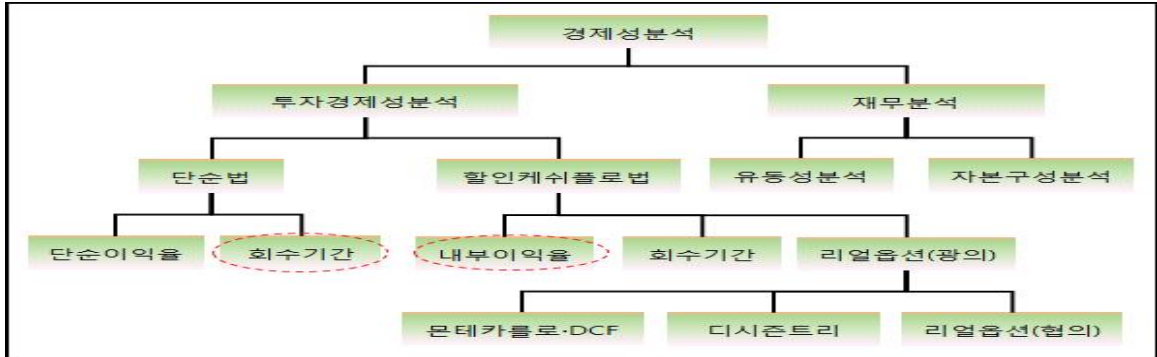 경제성분석
투자경제성분석
재무분석
단순법
할인케쉬플로법
유동성분석
자본구성분석
단순이익율
회수기간
내부이익율
회수기간
리얼옵션(광의)
몬테카를로·DCF
디시즌트리
리얼옵션(협의)